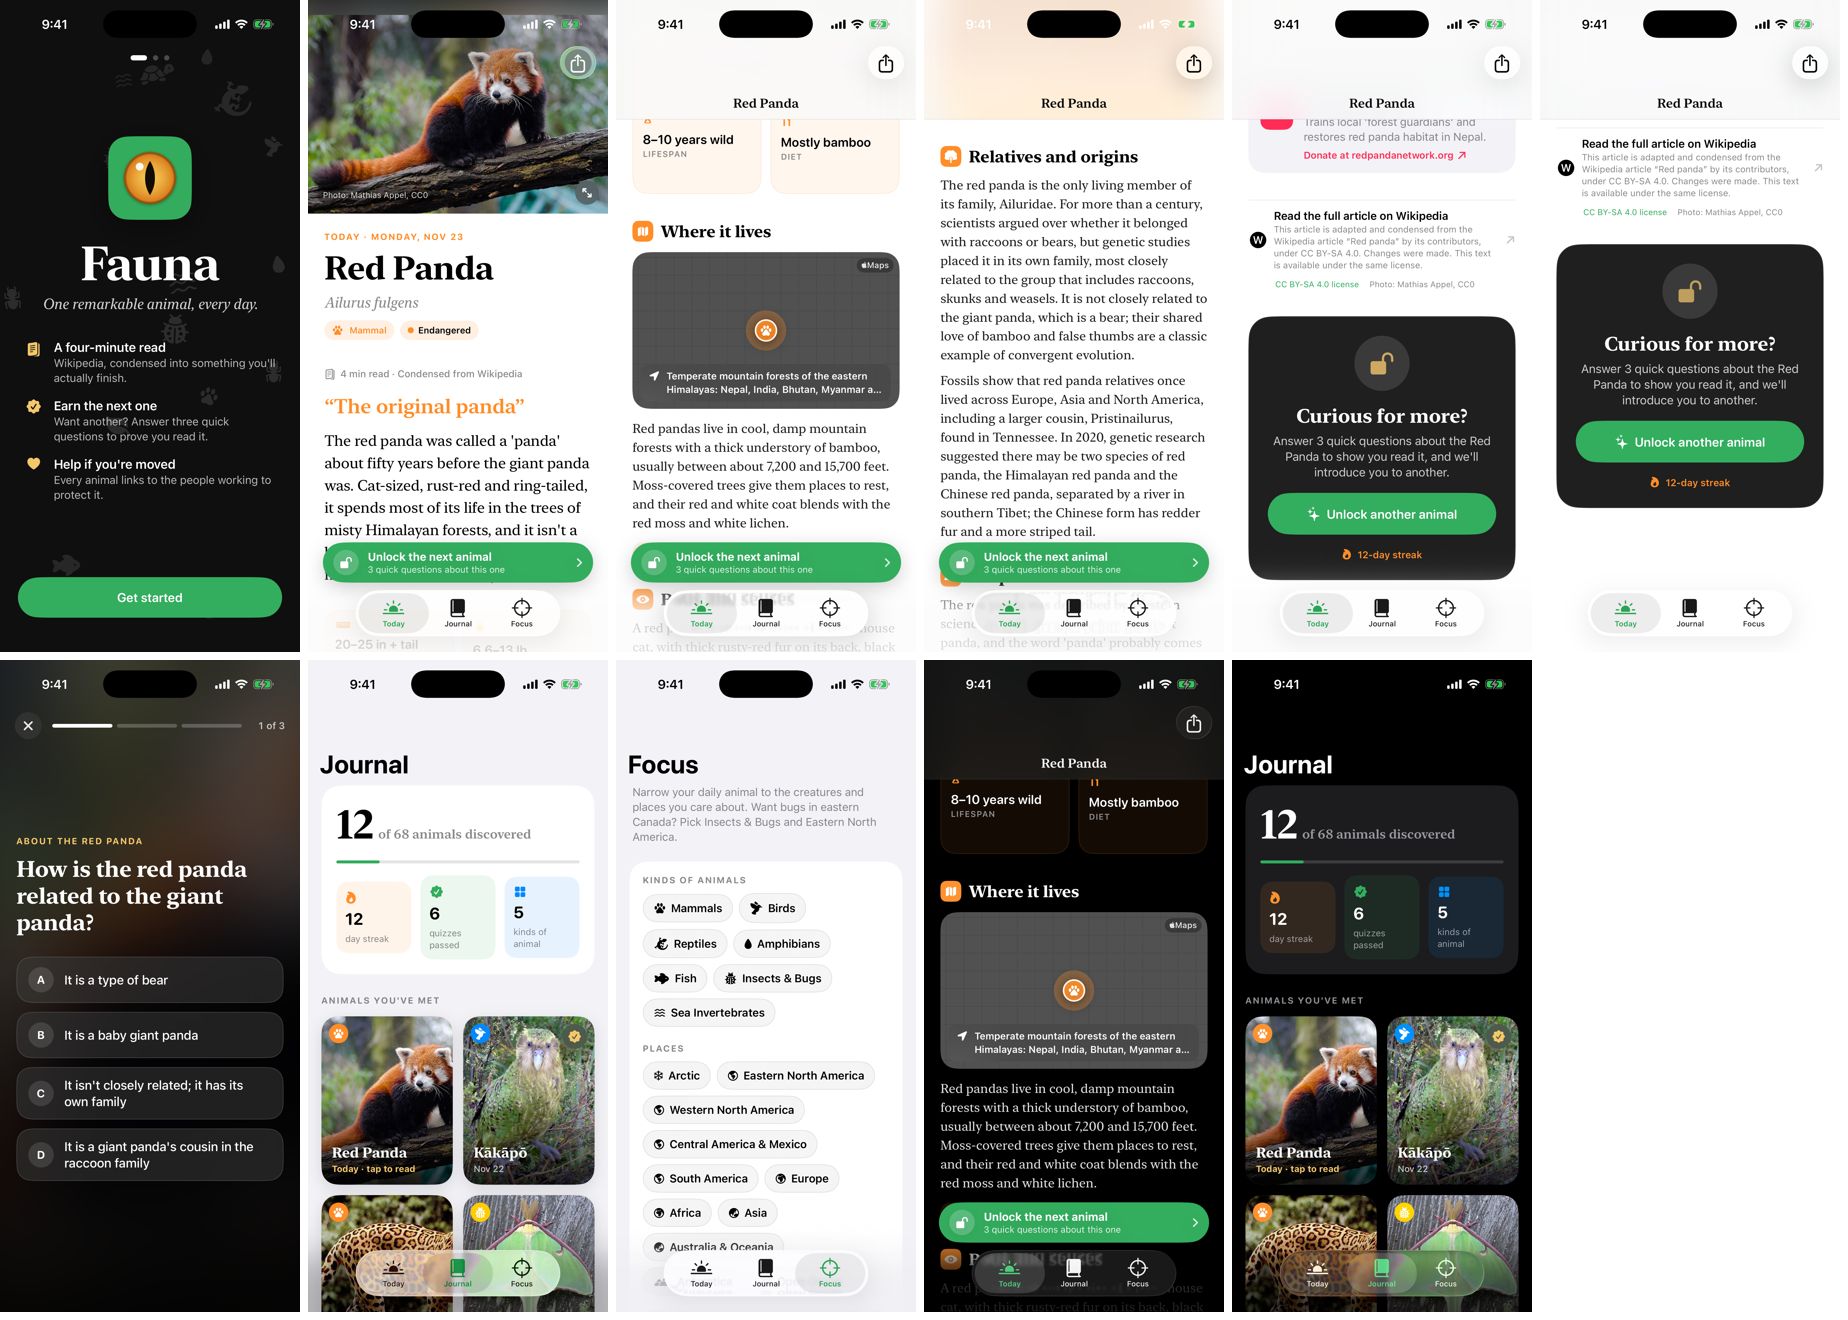 9:41
Fauna
One remarkable animal, every day.
A four-minute read
Wikipedia, condensed into something you'll
actually finish.
Earn the next one
Want another? Answer three quick
questions to prove you read it.
Help if you're moved
Every animal links to the people working to
protect it.
Get started
9:41
Photo: Mathias Appel, CC0
TODAY · MONDAY, NOV 23
Red Panda
Ailurus fulgens
Mammal
Endangered
4 min read · Condensed from Wikipedia
“The original panda”
The red panda was called a 'panda'
about fifty years before the giant panda
was. Cat-sized, rust-red and ring-tailed,
it spends most of its life in the trees of
misty Himalayan forests, and it isn't a
Unlock the next animal
3 quick questions about this one
20–25 in + tail
6.6–13 lb
Today
Journal
Focus
9:41
Red Panda
8–10 years wild
LIFESPAN
Mostly bamboo
DIET
Where it lives
Maps
Temperate mountain forests of the eastern
Himalayas: Nepal, India, Bhutan, Myanmar a...
Red pandas live in cool, damp mountain
forests with a thick understory of bamboo,
usually between about 7,200 and 15,700 feet.
Moss-covered trees give them places to rest,
and their red and white coat blends with the
red moss and white lichen.
Unlock the next animal
3 quick questions about this one
A red
mouse
cat, with thick rusty-red fur on its back, black
Today
Journal
Focus
9:41
Red Panda
Relatives and origins
The red panda is the only living member of
its family, Ailuridae. For more than a century,
scientists argued over whether it belonged
with raccoons or bears, but genetic studies
placed it in its own family, most closely
related to the group that includes raccoons,
skunks and weasels. It is not closely related to
the giant panda, which is a bear; their shared
love of bamboo and false thumbs are a classic
example of convergent evolution.
Fossils show that red panda relatives once
lived across Europe, Asia and North America,
including a larger cousin, Pristinailurus,
found in Tennessee. In 2020, genetic research
suggested there may be two species of red
panda, the Himalayan red panda and the
Chinese red panda, separated by a river in
southern Tibet; the Chinese form has redder
fur and a more striped tail.
Unlock the next animal
3 quick questions about this one
The
panda, and the word 'panda' probably comes
Today
Journal
Focus
9:41
Red Panda
Trains local 'forest guardians' and
restores red panda habitat in Nepal.
Donate at redpandanetwork.org
W
Read the full article on Wikipedia
This article is adapted and condensed from the
Wikipedia article "Red panda" by its contributors,
under CC BY-SA 4.0. Changes were made. This text
is available under the same license.
CC BY-SA 4.0 license Photo: Mathias Appel, CC0
Curious for more?
Answer 3 quick questions about the Red
Panda to show you read it, and we'll
introduce you to another.
Unlock another animal
12-day streak
Today
Journal
Focus
9:41
Red Panda
W
Read the full article on Wikipedia
This article is adapted and condensed from the
Wikipedia article "Red panda" by its contributors,
under CC BY-SA 4.0. Changes were made. This text
is available under the same license.
CC BY-SA 4.0 license Photo: Mathias Appel, CC0
Curious for more?
Answer 3 quick questions about the Red
Panda to show you read it, and we'll
introduce you to another.
Unlock another animal
12-day streak
Today
Journal
Focus
9:41
1 of 3
ABOUT THE RED PANDA
How is the red panda
related to the giant
panda?
A It is a type of bear
B It is a baby giant panda
C It isn't closely related; it has its
own family
D It is a giant panda's cousin in the
raccoon family
9:41
Journal
12 of 68 animals discovered
12
day streak
6
quizzes
passed
5
kinds of
animal
ANIMALS YOU'VE MET
Red Panda
Today · tap to read
Kākāpō
Nov 22
Today
Journal
Focus
9:41
Focus
Narrow your daily animal to the creatures and
places you care about. Want bugs in eastern
Canada? Pick Insects & Bugs and Eastern North
America.
KINDS OF ANIMALS
Mammals
Birds
Reptiles
Amphibians
Fish
Insects & Bugs
Sea Invertebrates
PLACES
Arctic
Eastern North America
Western North America
Central America & Mexico
South America
Europe
Africa
Asia
Australia & Oceania
Today
Journal
Focus
9:41
Red Panda
8–10 years wild
LIFESPAN
Mostly bamboo
DIET
Where it lives
Maps
Temperate mountain forests of the eastern
Himalayas: Nepal, India, Bhutan, Myanmar a...
Red pandas live in cool, damp mountain
forests with a thick understory of bamboo,
usually between about 7,200 and 15,700 feet.
Moss-covered trees give them places to rest,
and their red and white coat blends with the
red moss and white lichen.
Unlock the next animal
3 quick questions about this one
A red
mouse
cat, with thick rusty-red fur on its back, black
Today
Journal
Focus
9:41
Journal
12 of 68 animals discovered
12
day streak
6
quizzes
passed
5
kinds of
animal
ANIMALS YOU'VE MET
Red Panda
Today · tap to read
Kākāpō
Nov 22
Today
Journal
Focus